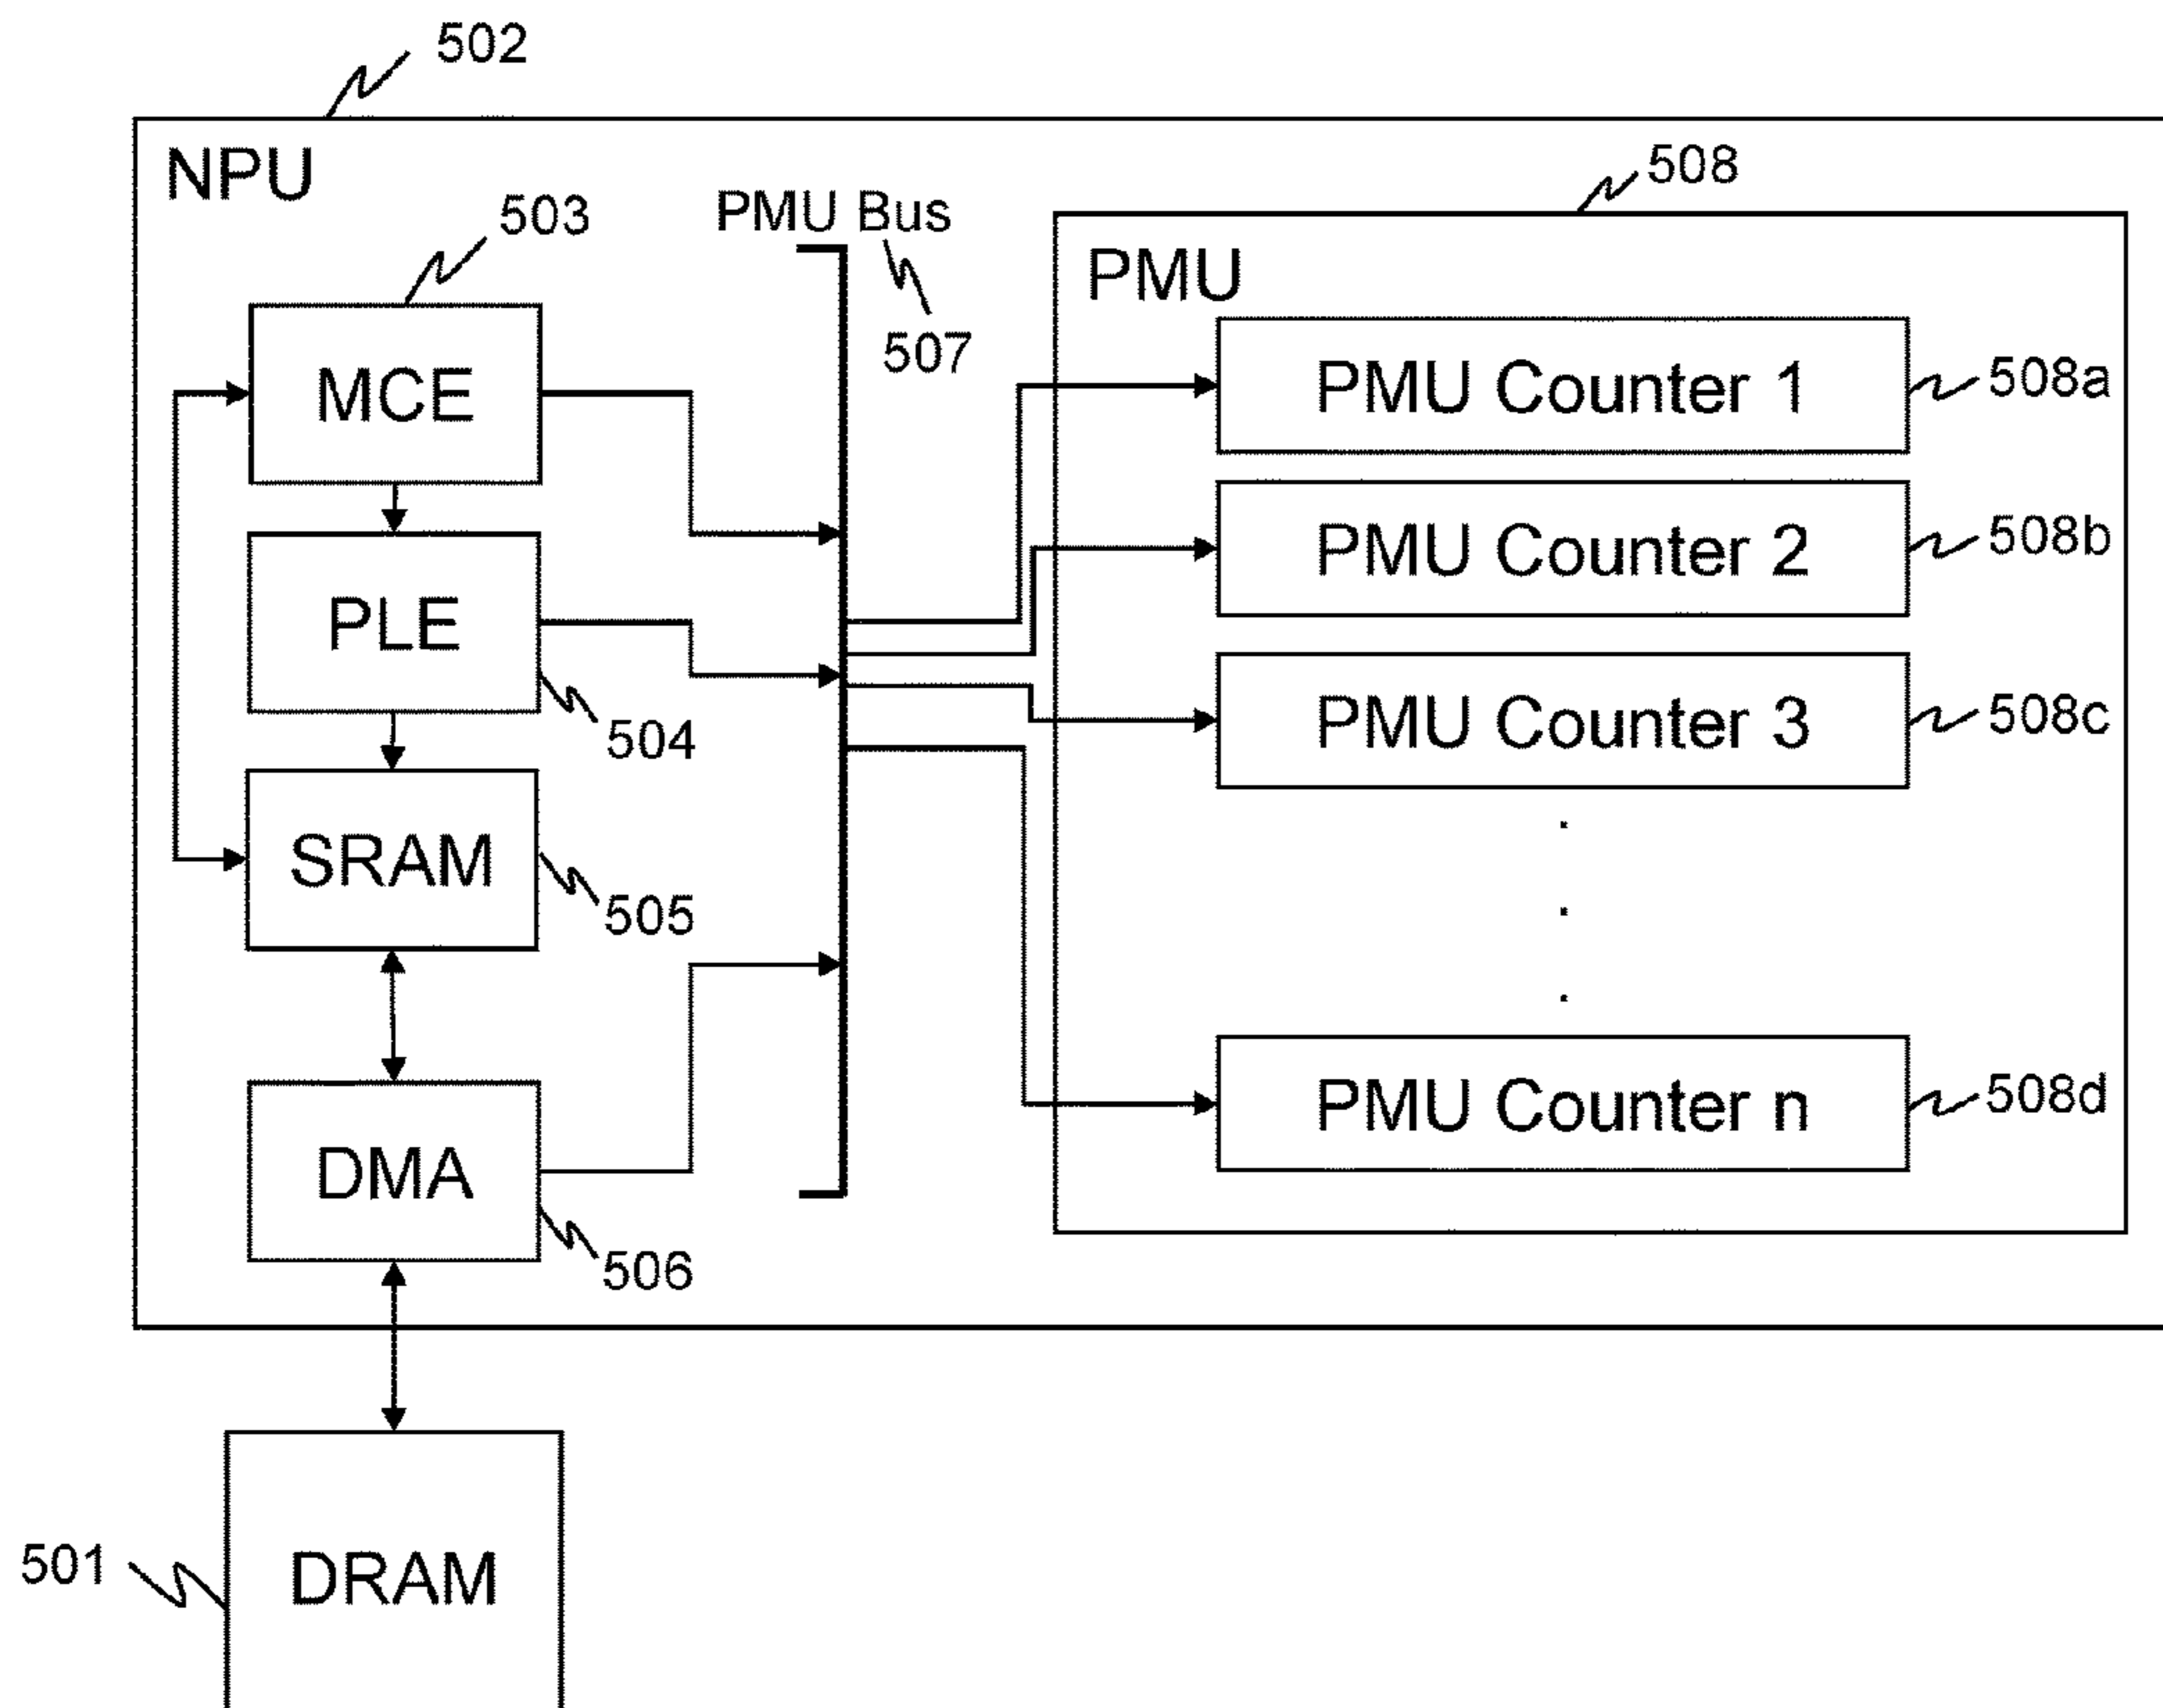 502
NPU
508
503
PMU Bus
507
PMU
MCE
PMU Counter 1
508a
PMU Counter 2
508b
PLE
504
PMU Counter 3
508c
SRAM
505
.
.
.
PMU Counter n
508d
DMA
506
501
DRAM